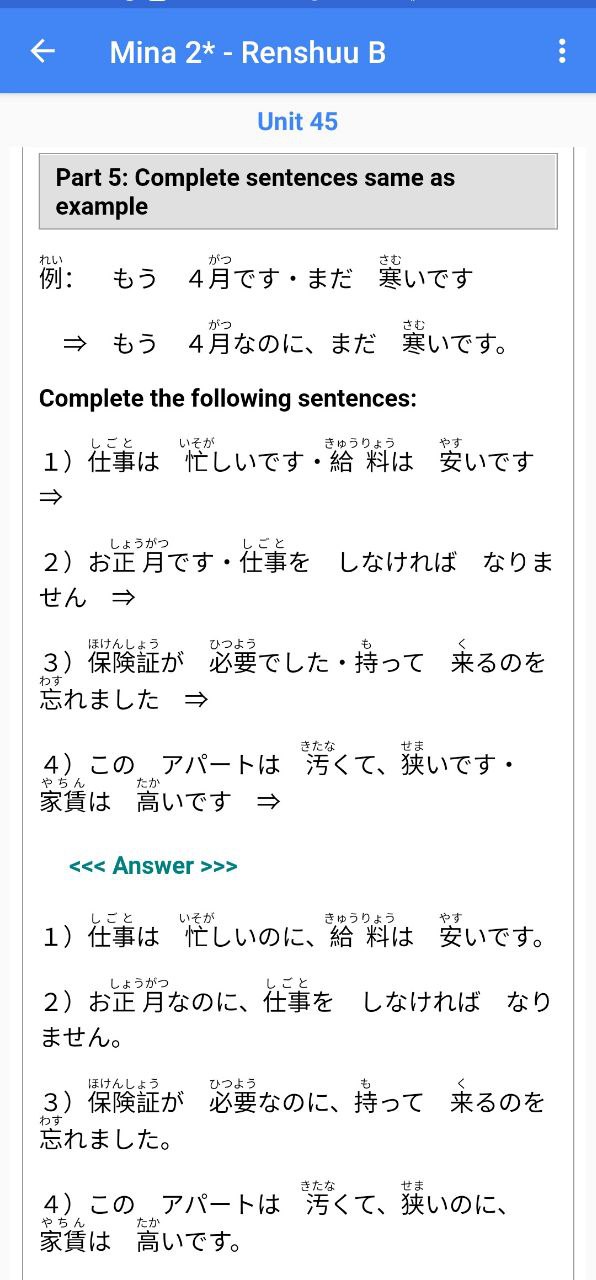 Mina 2* - Renshuu B
Unit 45
Part 5: Complete sentences same as
example
れい がつ さむ
例： もう ４月です・まだ 寒いです
がつ さむ
⇒ もう ４月なのに、まだ 寒いです。
Complete the following sentences:
しごと いそが きゅうりょう やす
１）仕事は 忙しいです・給料は 安いです
⇒
しょうがつ しごと
２）お正月です・仕事を しなければ なりま
せん ⇒
ほけんしょう ひつよう も く
３）保険証が 必要でした・持って 来るのを
わす
忘れました ⇒
きたな せま
４）この アパートは 汚くて、狭いです・
やちん たか
家賃は 高いです ⇒
<<< Answer >>>
しごと いそが きゅうりょう やす
１）仕事は 忙しいのに、給料は 安いです。
しょうがつ しごと
２）お正月なのに、仕事を しなければ なり
ません。
ほけんしょう ひつよう も く
３）保険証が 必要なのに、持って 来るのを
わす
忘れました。
きたな せま
４）この アパートは 汚くて、狭いのに、
やちん たか
家賃は 高いです。